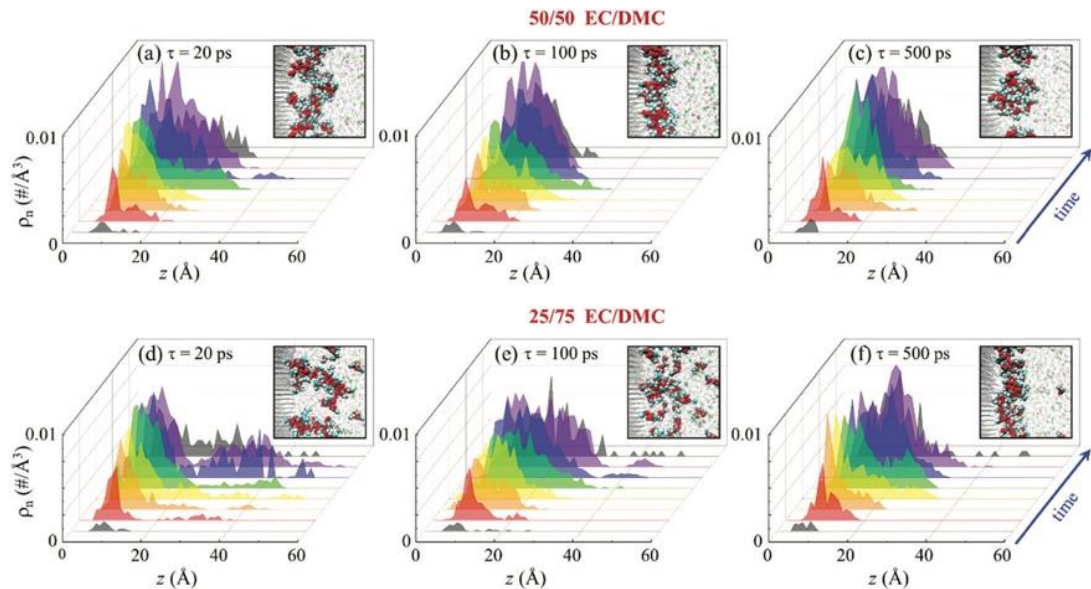 50/50 EC/DMC
(a) τ = 20 ps
(b) τ = 100 ps
(c) τ = 500 ps
0.01
0.01
0.01
ρn (#/Å³)
time
0
0
0
0 20 40 60
0 20 40 60
0 20 40 60
z (Å)
z (Å)
z (Å)
25/75 EC/DMC
(d) τ = 20 ps
(e) τ = 100 ps
(f) τ = 500 ps
0.01
0.01
0.01
ρn (#/Å³)
time
0
0
0
0 20 40 60
0 20 40 60
0 20 40 60
z (Å)
z (Å)
z (Å)